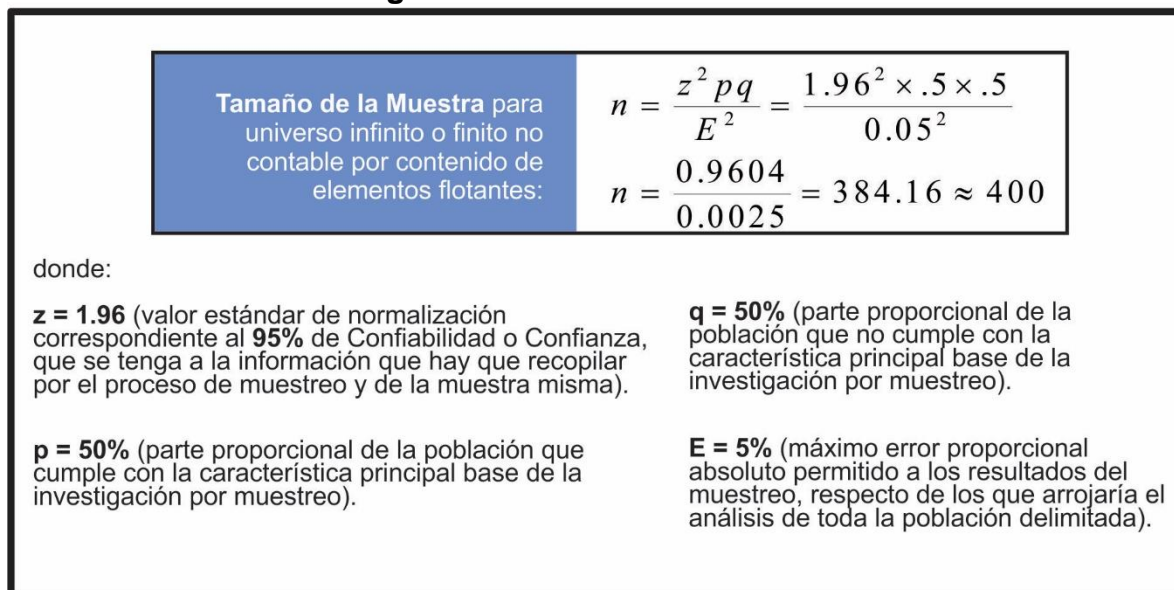 Tamaño de la Muestra para
universo infinito o finito no
contable por contenido de
elementos flotantes:
n = z² pq / E² = 1.96² × .5 × .5 / 0.05²
n = 0.9604 / 0.0025 = 384.16 ≈ 400
donde:
z = 1.96 (valor estándar de normalización
correspondiente al 95% de Confiabilidad o Confianza,
que se tenga a la información que hay que recopilar
por el proceso de muestreo y de la muestra misma).
p = 50% (parte proporcional de la población que
cumple con la característica principal base de la
investigación por muestreo).
q = 50% (parte proporcional de la
población que no cumple con la
característica principal base de la
investigación por muestreo).
E = 5% (máximo error proporcional
absoluto permitido a los resultados del
muestreo, respecto de los que arrojaría el
análisis de toda la población delimitada).